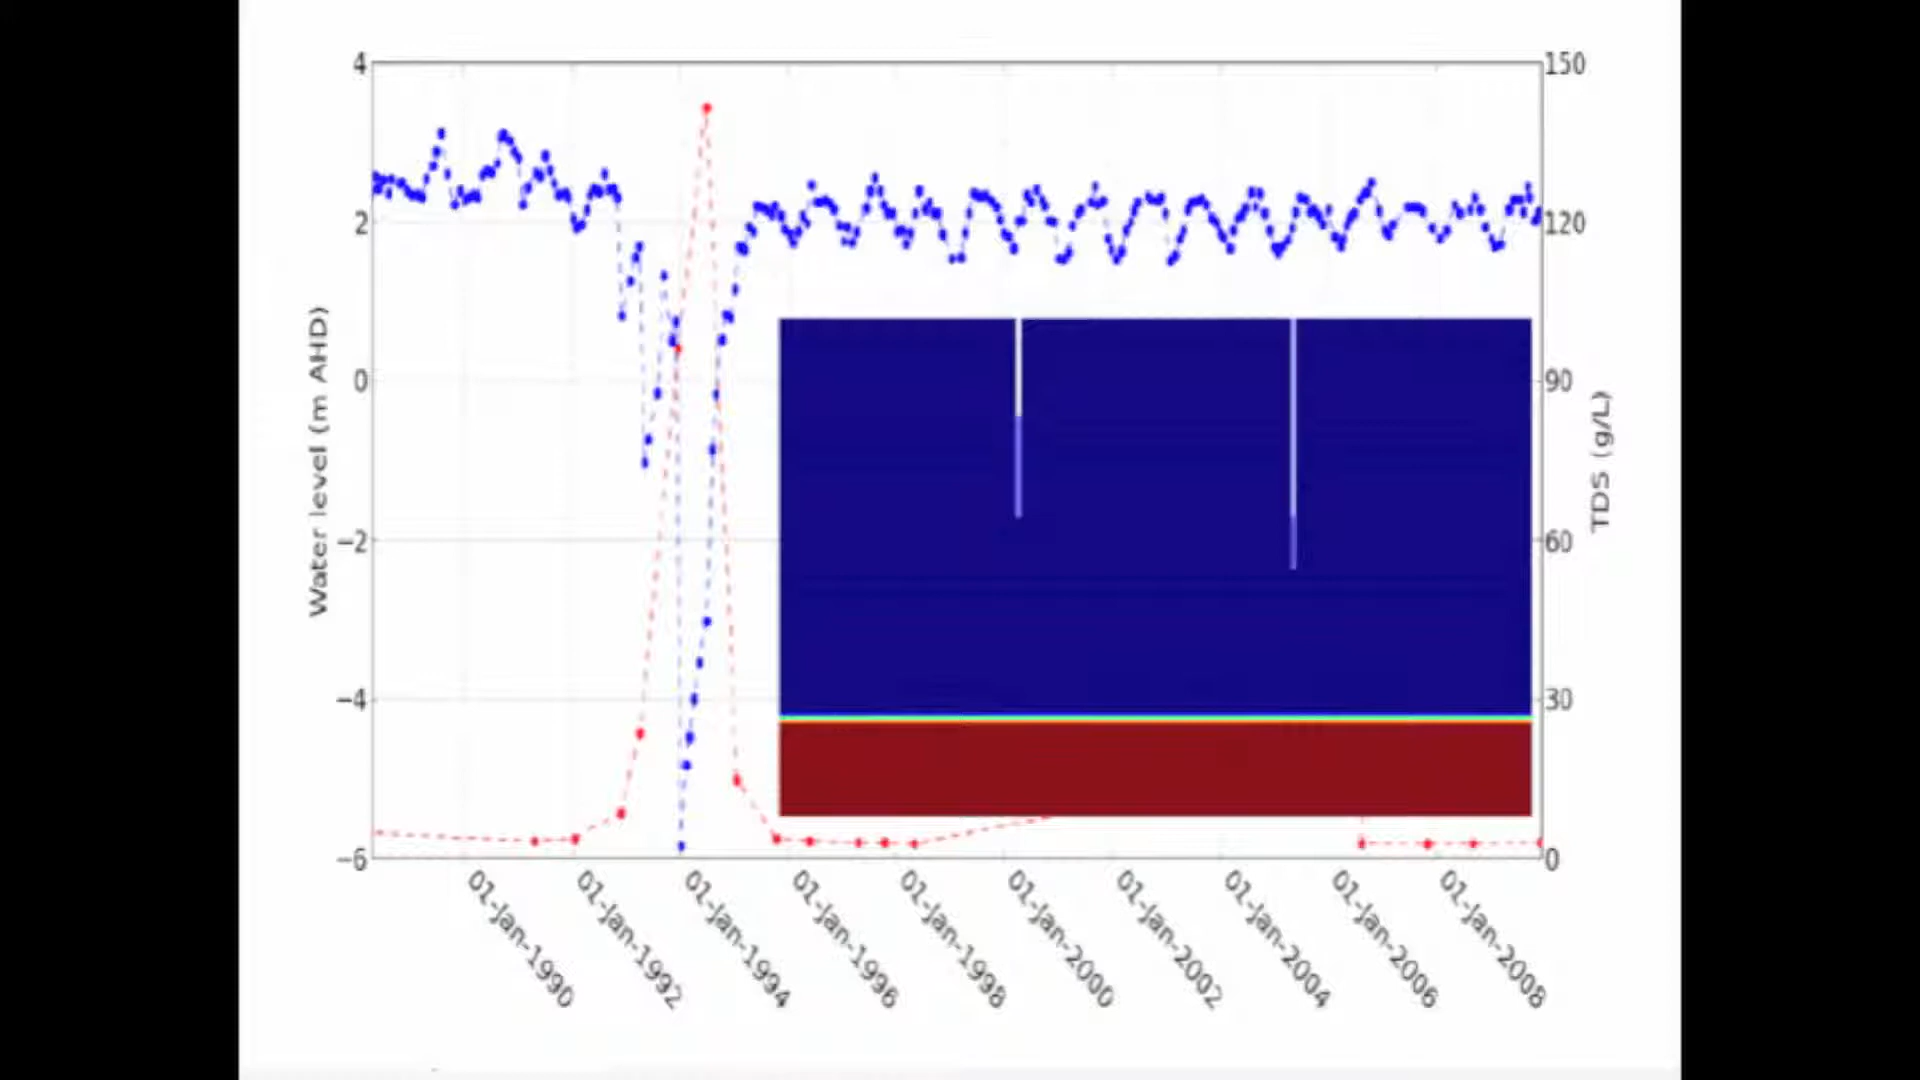 4
2
0
−2
−4
−6
Water level (m AHD)
150
120
90
60
30
0
TDS (g/L)
01-Jan-1990
01-Jan-1992
01-Jan-1994
01-Jan-1996
01-Jan-1998
01-Jan-2000
01-Jan-2002
01-Jan-2004
01-Jan-2006
01-Jan-2008